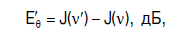 E′θ = J(ν′) – J(ν), дБ,